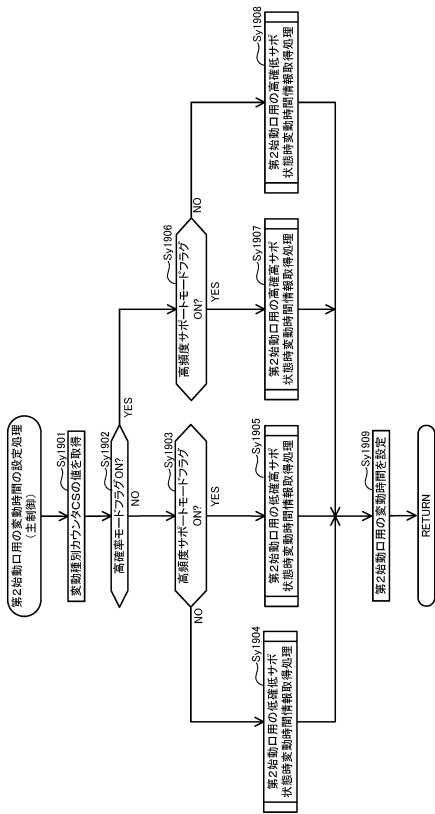 第2始動口用の変動時間の設定処理
(主制御)
Sy1901
変動種別カウンタCSの値を取得
Sy1902
高確率モードフラグON?
YES
NO
Sy1903
高頻度サポートモードフラグ
ON?
NO
YES
Sy1906
高頻度サポートモードフラグ
ON?
NO
YES
Sy1904
第2始動口用の低確低サポ
状態時変動時間情報取得処理
Sy1905
第2始動口用の低確高サポ
状態時変動時間情報取得処理
Sy1907
第2始動口用の高確高サポ
状態時変動時間情報取得処理
Sy1908
第2始動口用の高確低サポ
状態時変動時間情報取得処理
Sy1909
第2始動口用の変動時間を設定
RETURN